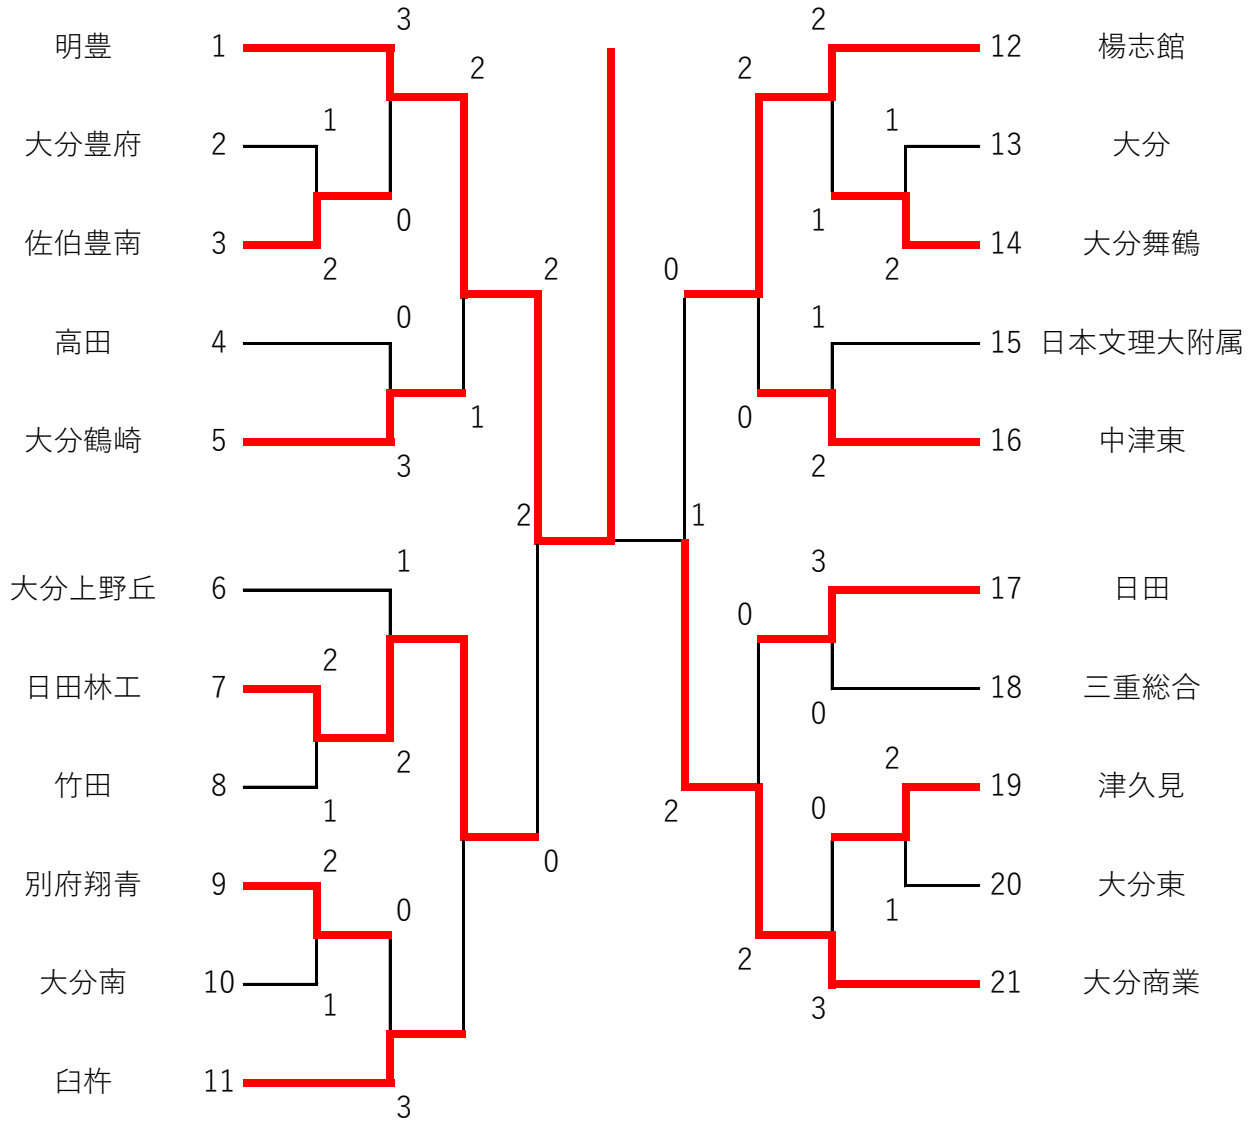 3
2
明豊 1
12 楊志館
2
2
1
大分豊府 2
1
13 大分
佐伯豊南 3
0
2
1
2
14 大分舞鶴
2
0
高田 4
0
1
15 日本文理大附属
大分鶴崎 5
1
3
0
2
16 中津東
2
1
大分上野丘 6
1
3
17 日田
0
日田林工 7
2
0
18 三重総合
竹田 8
2
1
2
2
0
19 津久見
別府翔青 9
2
0
0
1
20 大分東
大分南 10
1
2
3
21 大分商業
臼杵 11
3